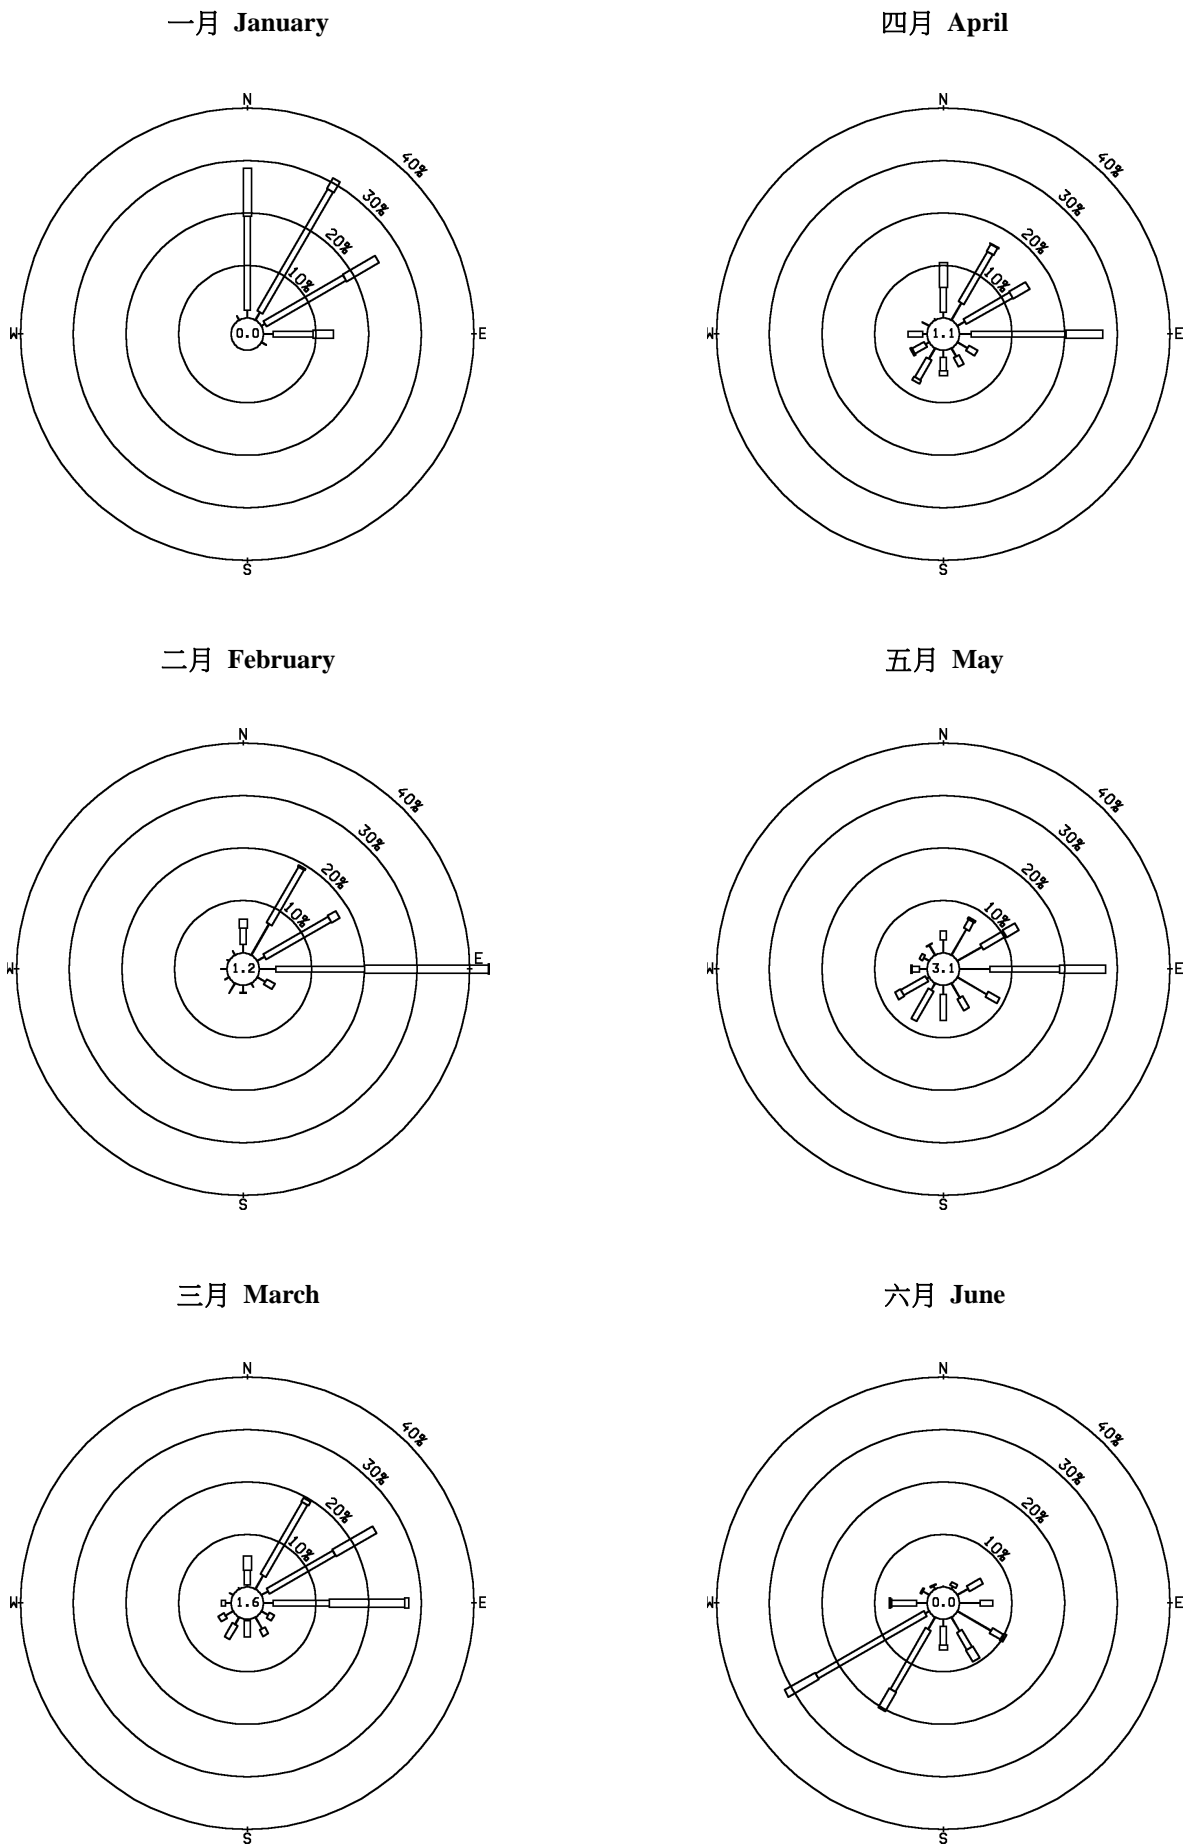 一月 January
N
40%
30%
20%
10%
W
0.0
E
S
四月 April
N
40%
30%
20%
10%
W
1.1
E
S
二月 February
N
40%
30%
20%
10%
W
1.2
E
S
五月 May
N
40%
30%
20%
10%
W
3.1
E
S
三月 March
N
40%
30%
20%
10%
W
1.6
E
S
六月 June
N
40%
30%
20%
10%
W
0.0
E
S